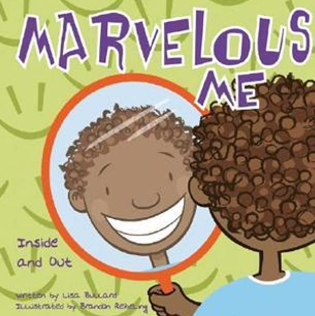 MARVELOUS
ME
Inside
and Out
written by Lisa Bullard
Illustrated by Brandon Reibeling